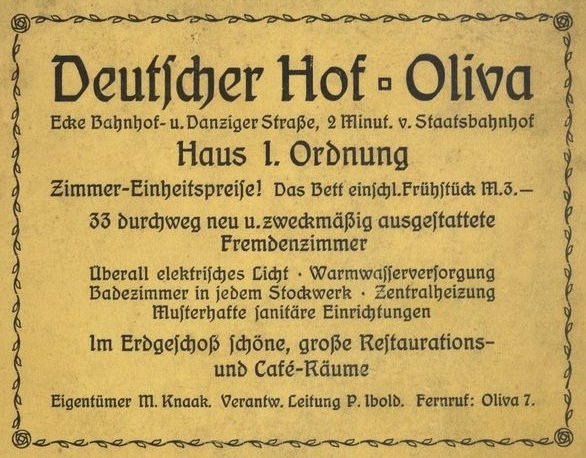 Deutſcher Hof ▫ Oliva
Ecke Bahnhof- u. Danziger Straße, 2 Minut. v. Staatsbahnhof
Haus 1. Ordnung
Zimmer-Einheitspreiſe! Das Bett einſchl. Frühſtück M. 3.—
33 durchweg neu u. zweckmäßig ausgeſtattete
Fremdenzimmer
Überall elektriſches Licht · Warmwaſſerverſorgung
Badezimmer in jedem Stockwerk · Zentralheizung
Muſterhafte ſanitäre Einrichtungen
Im Erdgeſchoß ſchöne, große Reſtaurations-
und Café-Räume
Eigentümer M. Knaak. Verantw. Leitung P. Ibold. Fernruf: Oliva 7.